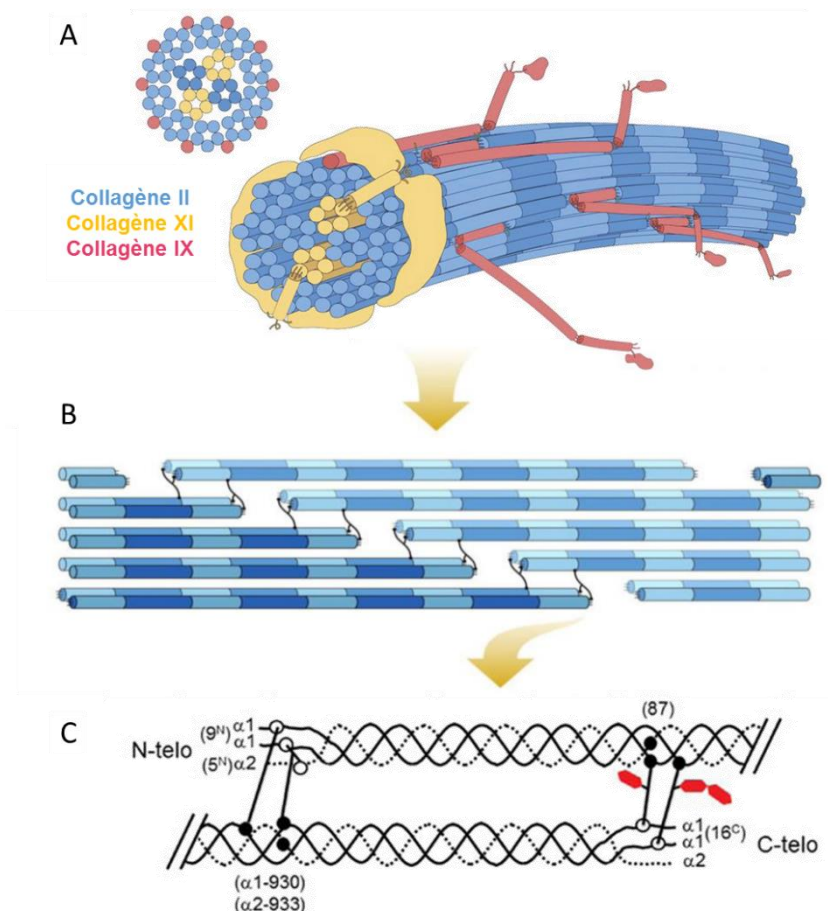 A
Collagène II
Collagène XI
Collagène IX
B
C
(87)
(9ᴺ) α1
N-telo
α1
(5ᴺ) α2
α1
α1 (16ᶜ)
C-telo
α2
(α1-930)
(α2-933)